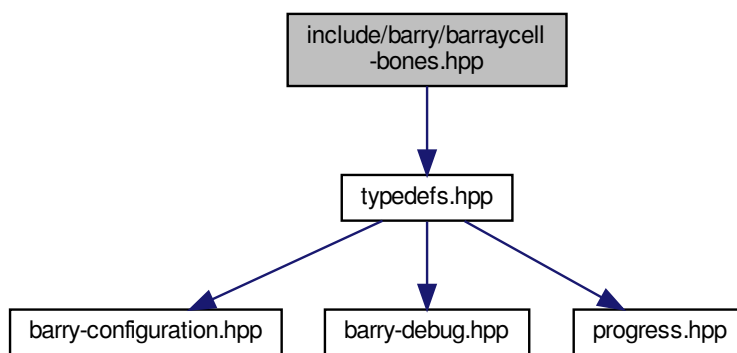 include/barry/barraycell
-bones.hpp
typedefs.hpp
barry-configuration.hpp
barry-debug.hpp
progress.hpp